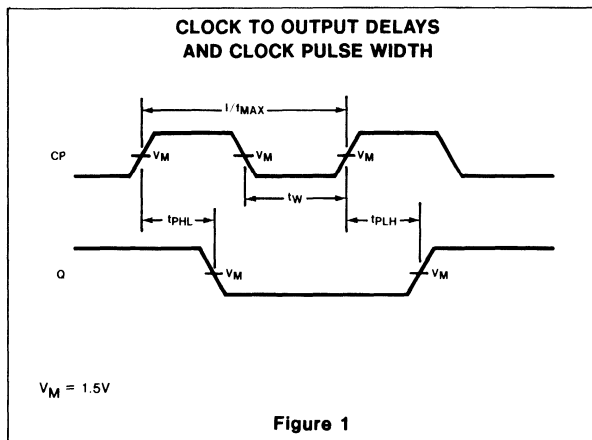 CLOCK TO OUTPUT DELAYS
AND CLOCK PULSE WIDTH
1/fMAX
CP
VM
VM
VM
tW
tPHL
tPLH
Q
VM
VM
VM = 1.5V
Figure 1